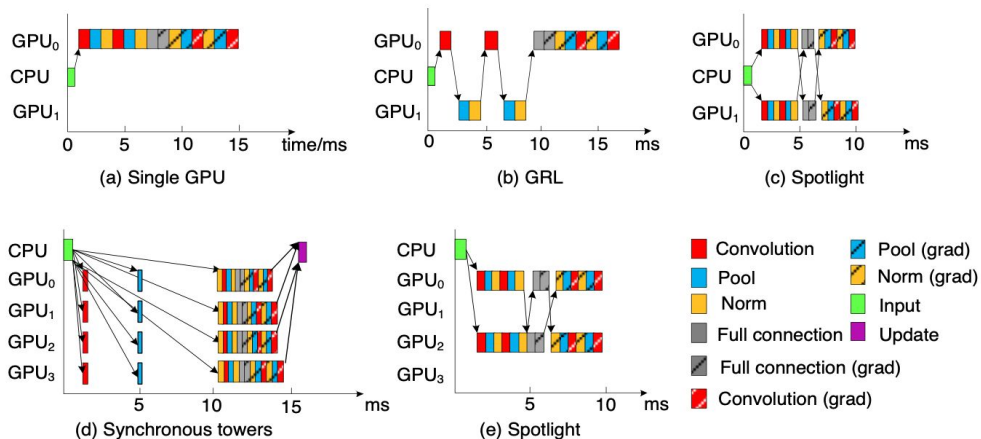 GPU0
CPU
GPU1
0 5 10 15 time/ms
(a) Single GPU
GPU0
CPU
GPU1
0 5 10 15 ms
(b) GRL
GPU0
CPU
GPU1
0 5 10 ms
(c) Spotlight
CPU
GPU0
GPU1
GPU2
GPU3
0 5 10 15 ms
(d) Synchronous towers
CPU
GPU0
GPU1
GPU2
GPU3
0 5 10 ms
(e) Spotlight
Convolution
Pool
Norm
Full connection
Full connection (grad)
Convolution (grad)
Pool (grad)
Norm (grad)
Input
Update